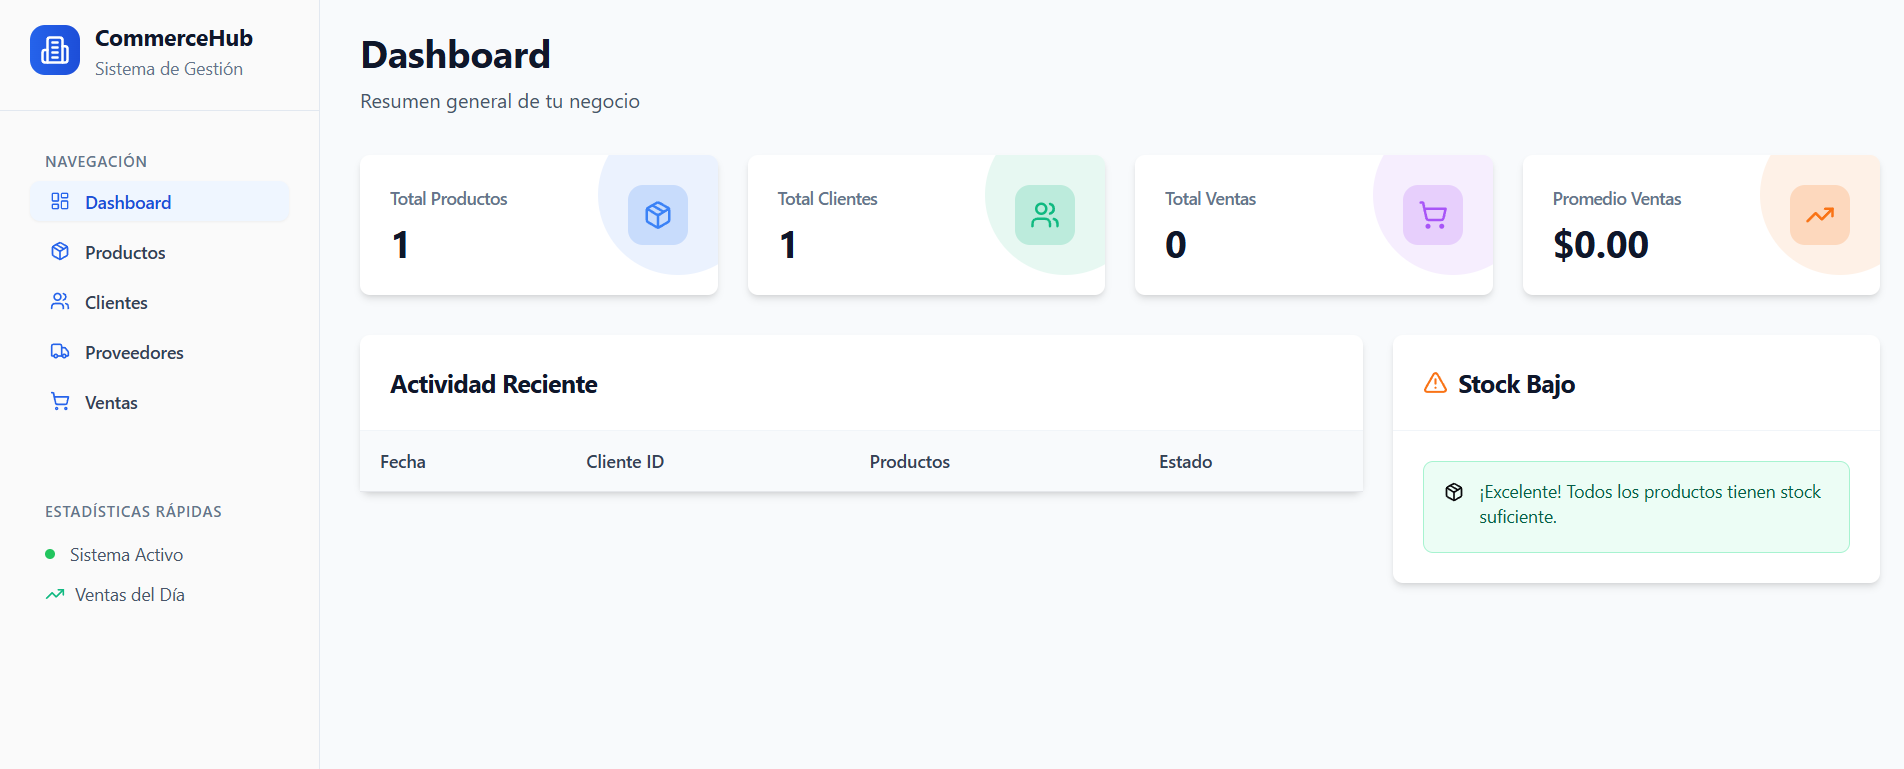 CommerceHub
Sistema de Gestión
NAVEGACIÓN
Dashboard
Productos
Clientes
Proveedores
Ventas
ESTADÍSTICAS RÁPIDAS
Sistema Activo
Ventas del Día
Dashboard
Resumen general de tu negocio
Total Productos
1
Total Clientes
1
Total Ventas
0
Promedio Ventas
$0.00
Actividad Reciente
Fecha Cliente ID Productos Estado
Stock Bajo
¡Excelente! Todos los productos tienen stock
suficiente.